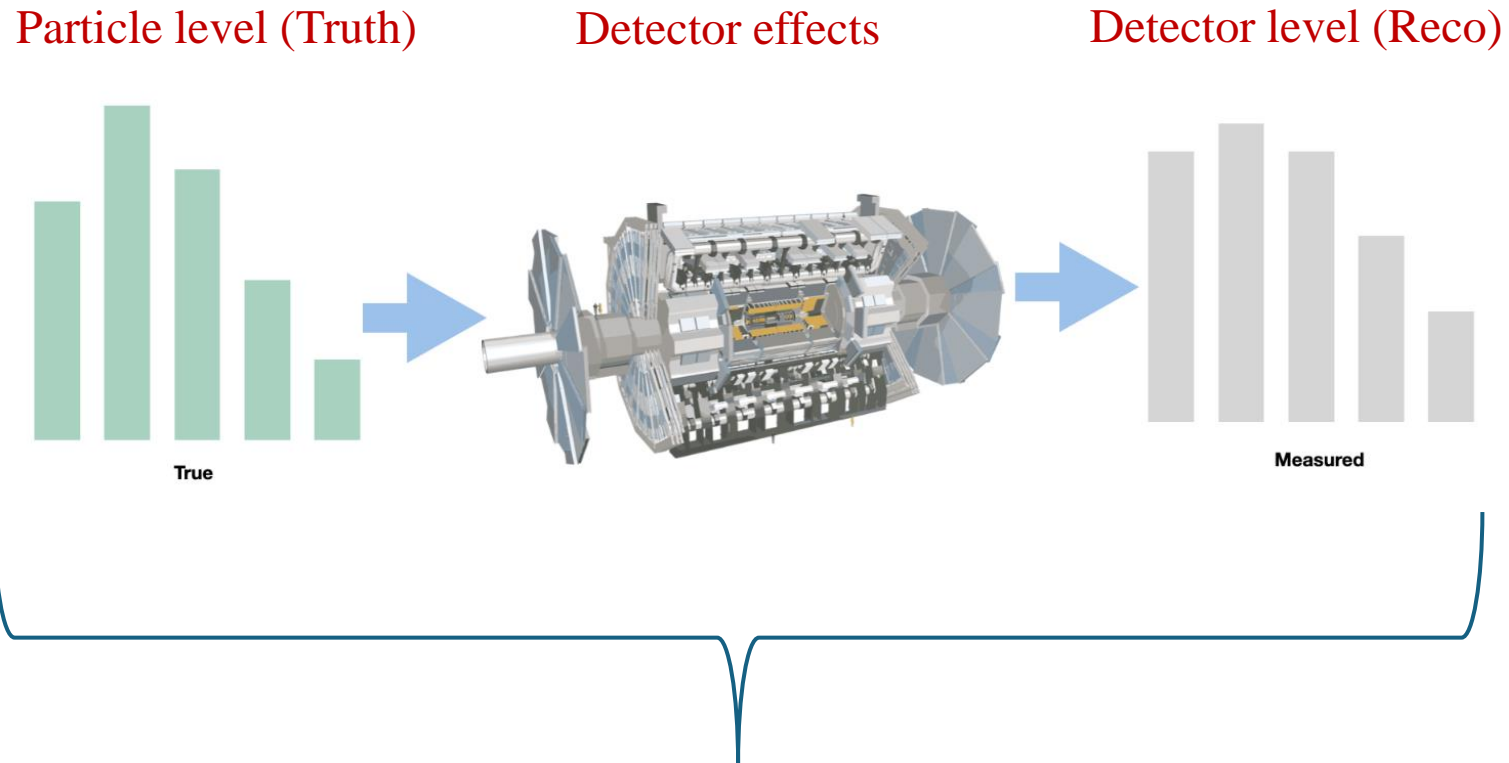 Particle level (Truth)
Detector effects
Detector level (Reco)
True
Measured